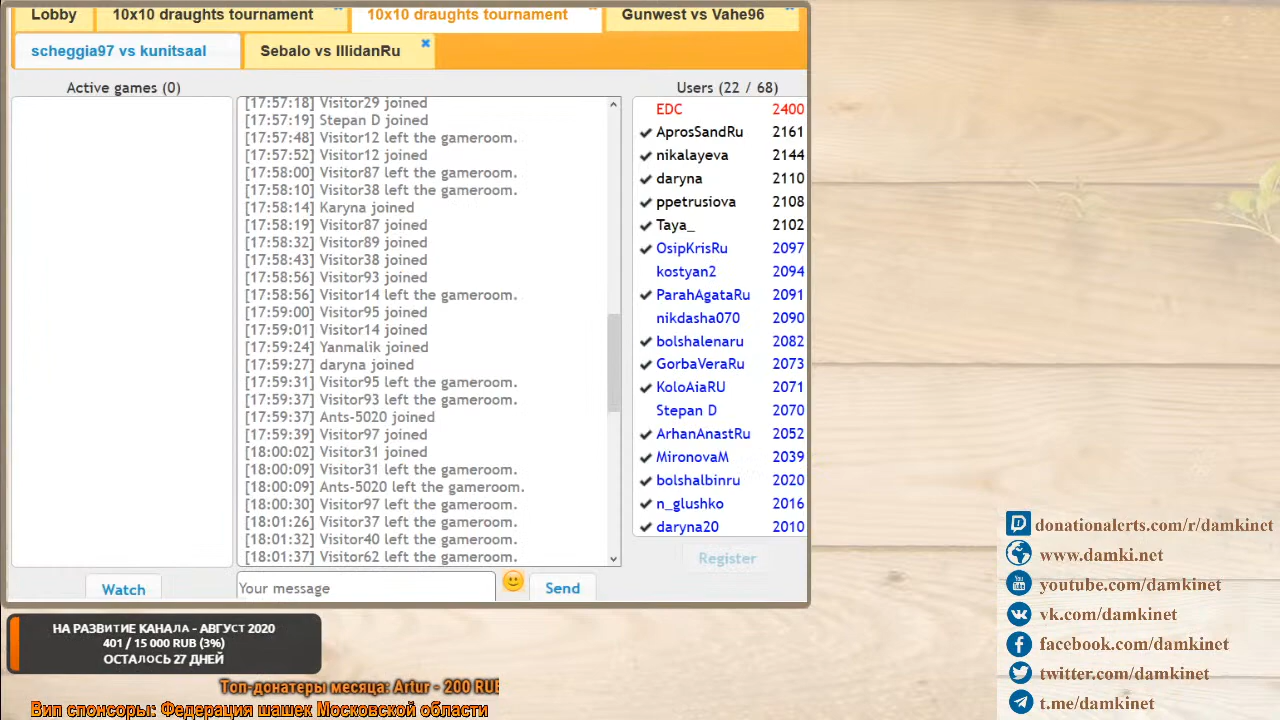 Lobby
10x10 draughts tournament
10x10 draughts tournament
Gunwest vs Vahe96
scheggia97 vs kunitsaal
Sebalo vs IllidanRu
Active games (0)
[17:57:18] Visitor29 joined
[17:57:19] Stepan D joined
[17:57:48] Visitor12 left the gameroom.
[17:57:52] Visitor12 joined
[17:58:00] Visitor87 left the gameroom.
[17:58:10] Visitor38 left the gameroom.
[17:58:14] Karyna joined
[17:58:19] Visitor87 joined
[17:58:32] Visitor89 joined
[17:58:43] Visitor38 joined
[17:58:56] Visitor93 joined
[17:58:56] Visitor14 left the gameroom.
[17:59:00] Visitor95 joined
[17:59:01] Visitor14 joined
[17:59:24] Yanmalik joined
[17:59:27] daryna joined
[17:59:31] Visitor95 left the gameroom.
[17:59:37] Visitor93 left the gameroom.
[17:59:37] Ants-5020 joined
[17:59:39] Visitor97 joined
[18:00:02] Visitor31 joined
[18:00:09] Visitor31 left the gameroom.
[18:00:09] Ants-5020 left the gameroom.
[18:00:30] Visitor97 left the gameroom.
[18:01:26] Visitor37 left the gameroom.
[18:01:32] Visitor40 left the gameroom.
[18:01:37] Visitor62 left the gameroom.
Users (22 / 68)
EDC 2400
AprosSandRu 2161
nikalayeva 2144
daryna 2110
ppetrusiova 2108
Taya_ 2102
OsipKrisRu 2097
kostyan2 2094
ParahAgataRu 2091
nikdasha070 2090
bolshalenaru 2082
GorbaVeraRu 2073
KoloAiaRU 2071
Stepan D 2070
ArhanAnastRu 2052
MironovaM 2039
bolshalbinru 2020
n_glushko 2016
daryna20 2010
Register
Watch
Your message
Send
НА РАЗВИТИЕ КАНАЛА - АВГУСТ 2020
401 / 15 000 RUB (3%)
ОСТАЛОСЬ 27 ДНЕЙ
Топ-донатеры месяца: Artur - 200 RUB
Вип спонсоры: Федерация шашек Московской области
donationalerts.com/r/damkinet
www.damki.net
youtube.com/damkinet
vk.com/damkinet
facebook.com/damkinet
twitter.com/damkinet
t.me/damkinet